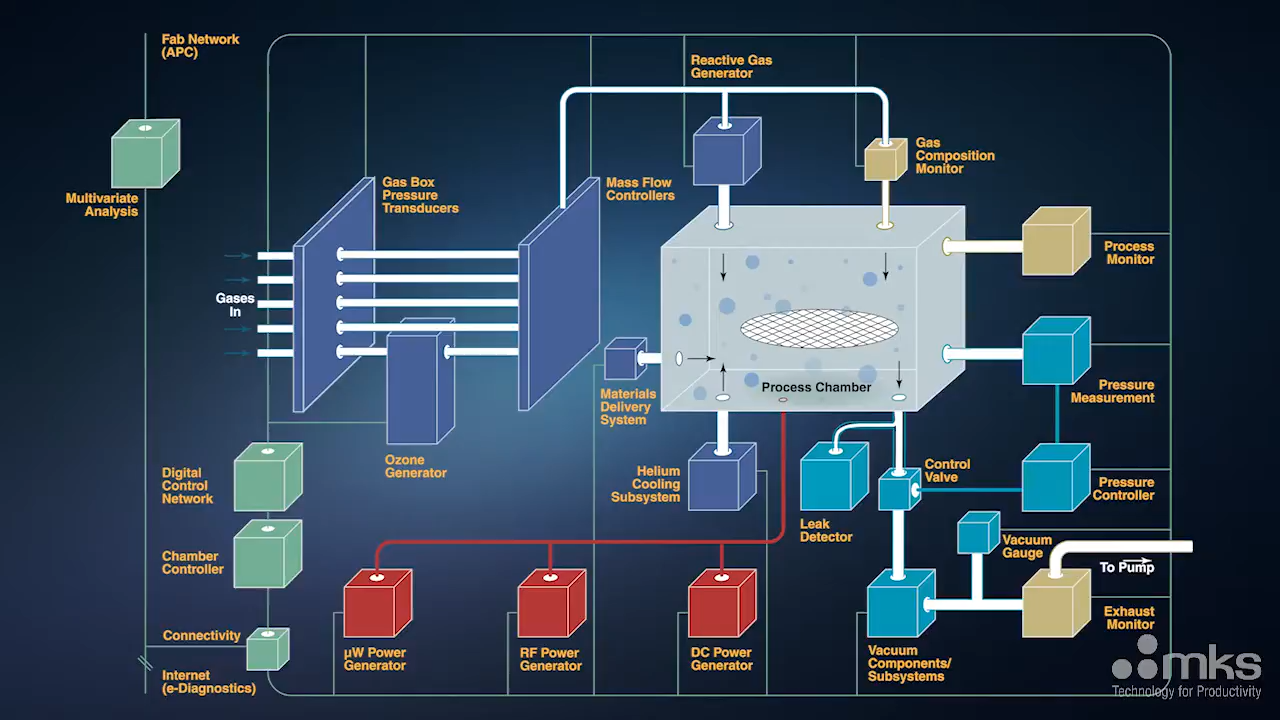 Fab Network
(APC)
Reactive Gas
Generator
Gas
Composition
Monitor
Multivariate
Analysis
Gas Box
Pressure
Transducers
Mass Flow
Controllers
Process
Monitor
Gases
In
Process Chamber
Materials
Delivery
System
Pressure
Measurement
Ozone
Generator
Digital
Control
Network
Helium
Cooling
Subsystem
Control
Valve
Pressure
Controller
Leak
Detector
Vacuum
Gauge
To Pump
Chamber
Controller
Exhaust
Monitor
Connectivity
µW Power
Generator
RF Power
Generator
DC Power
Generator
Vacuum
Components/
Subsystems
Internet
(e-Diagnostics)
mks
Technology for Productivity